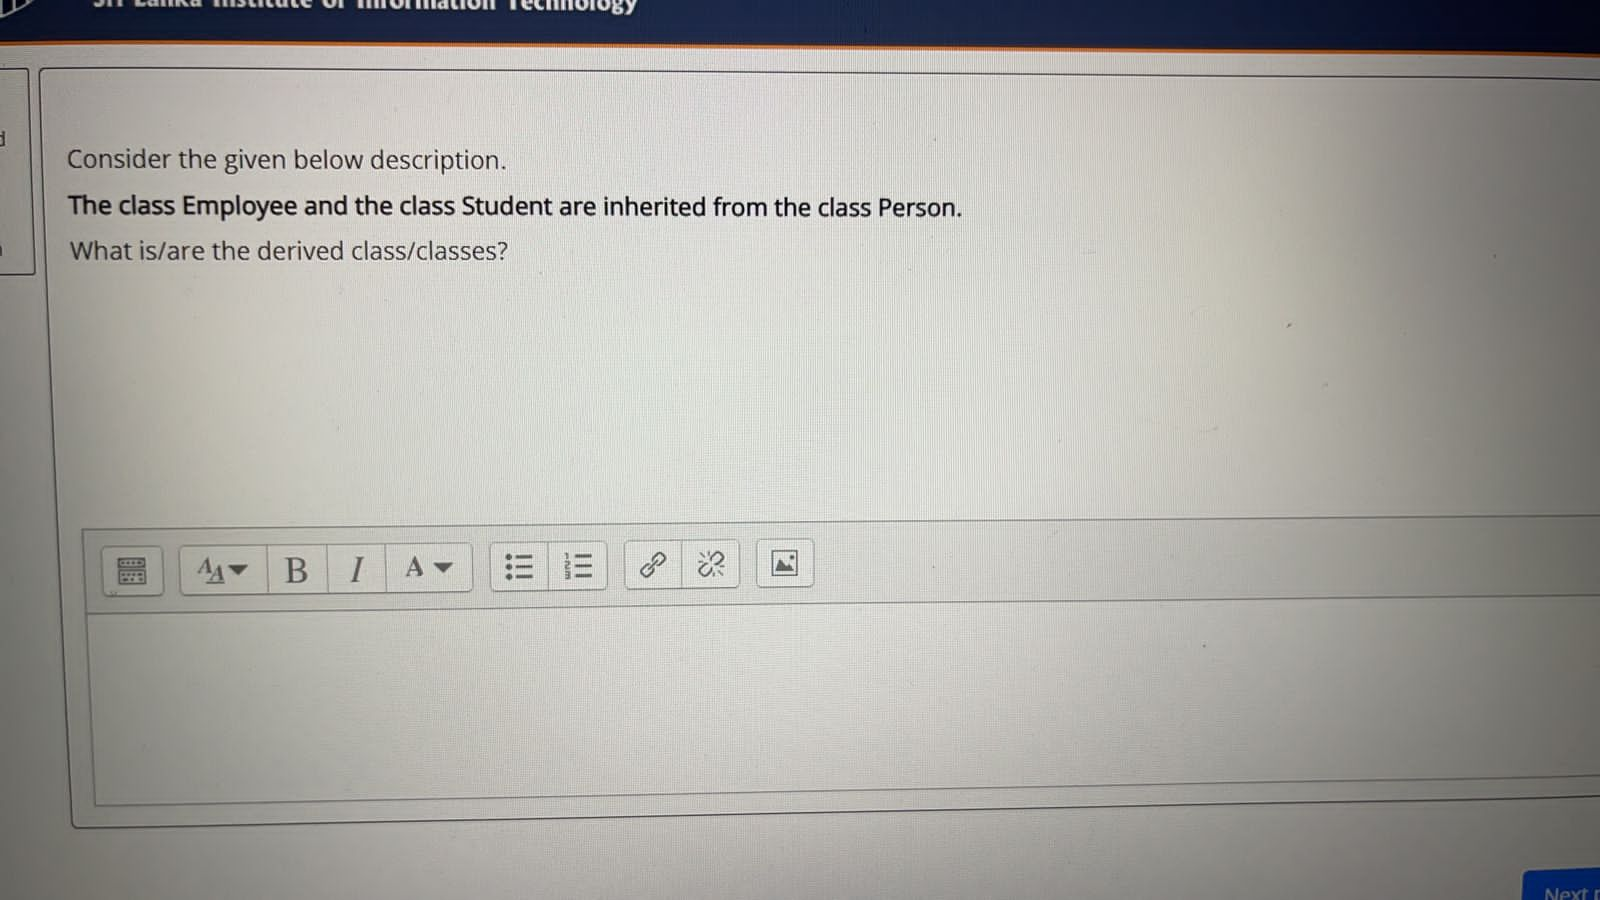 Sri Lanka Institute of Information Technology
Consider the given below description.
The class Employee and the class Student are inherited from the class Person.
What is/are the derived class/classes?
B I A
Next